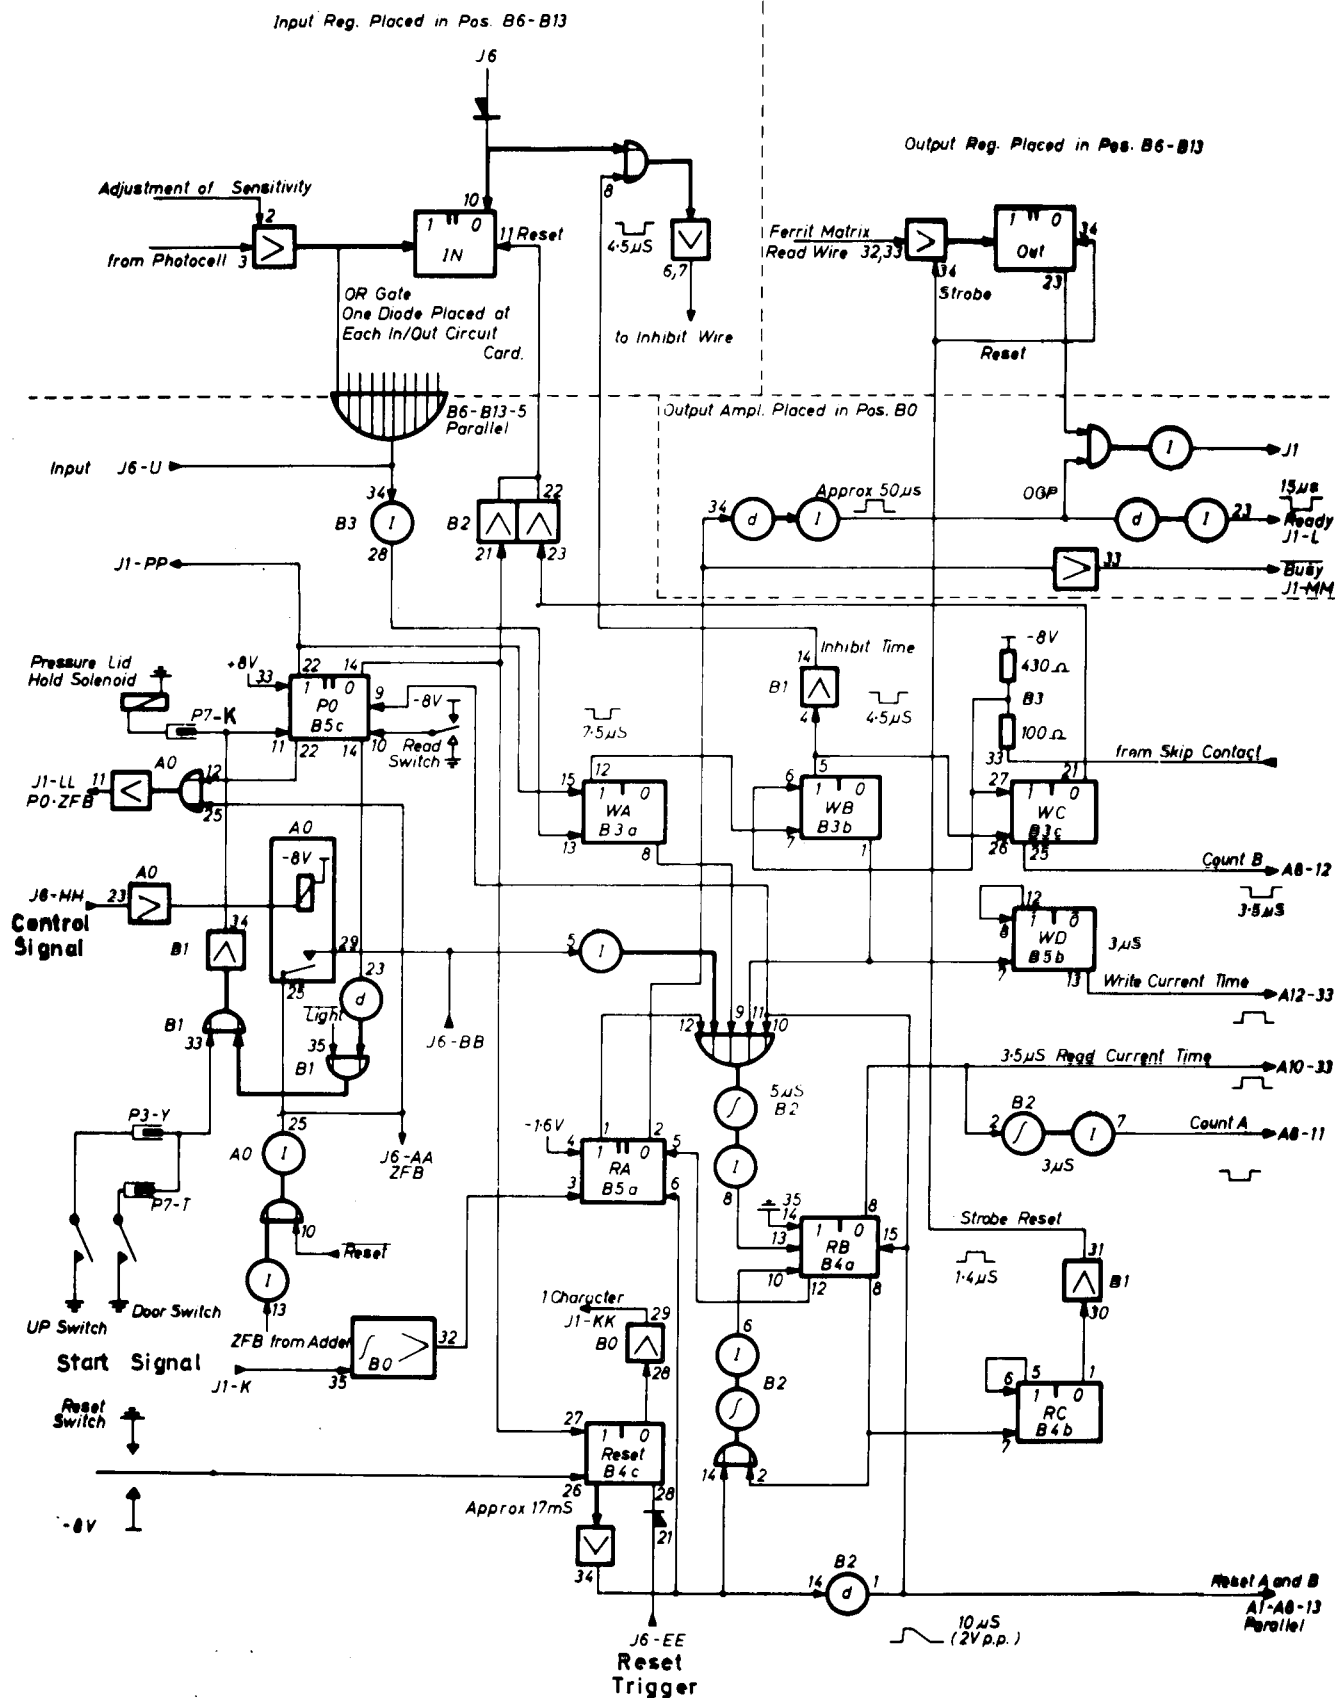 Input Reg. Placed in Pos. B6-B13
J6
Output Reg. Placed in Pos. B6-B13
Adjustment of Sensitivity
2
from Photocell 3
>
10
1 0
IN
11 Reset
8
4·5µS
6,7
to Inhibit Wire
OR Gate
One Diode Placed at
Each In/Out Circuit
Card.
Ferrit Matrix
Read Wire 32,33
>
34
Strobe
1 0
Out
34
23
Reset
B6-B13-5
Parallel
Output Ampl. Placed in Pos. B0
Input J6-U
34
B3
I
28
B2
22
21
23
34
d
I
Approx 50µs
OGP
I
J1
d
I
23
15µs
Ready
J1-L
33
Busy
J1-MM
J1-PP
Pressure Lid
Hold Solenoid
+8V
33
22
14
1 0
P0
B5c
9
10
11
22
14
-8V
Read
Switch
P7-K
J1-LL
P0·ZFB
11
A0
12
25
7·5µS
12
15
1 0
WA
B3a
13
8
Inhibit Time
14
B1
4
4·5µS
5
6
1 0
WB
B3b
7
1
-8V
430 Ω
B3
100 Ω
33
from Skip Contact
27
21
1 0
WC
B3c
26
25
Count B
A8-12
3·5µS
J6-MM
23
A0
Control
Signal
A0
-8V
29
25
34
B1
33
B1
23
d
Light
35
B1
J6-BB
5
I
12
9
11
10
12
8
1 0
WD
B5b
7
13
3µS
Write Current Time
A12-33
3·5µS Read Current Time
A10-33
B2
2
I
7
3µS
Count A
A8-11
5µS
B2
I
8
P3-Y
P7-T
25
A0
I
10
Reset
I
13
J6-AA
ZFB
-1·6V
4
1
2
1 0
RA
B5a
5
3
6
35
14
8
13
1 0
RB
B4a
15
10
12
8
Strobe Reset
1·4µS
31
B1
30
UP Switch
Door Switch
ZFB from Adder
Start Signal
J1-K
35
B0
32
1 Character
J1-KK
29
B0
28
6
I
B2
14
2
5
6
1
1 0
RC
B4b
7
Reset
Switch
-8V
27
1 0
Reset
B4c
26
28
Approx 17mS
21
34
B2
14
d
1
Reset A and B
A1-A8-13
Parallel
10µS
(2V p.p.)
J6-EE
Reset
Trigger